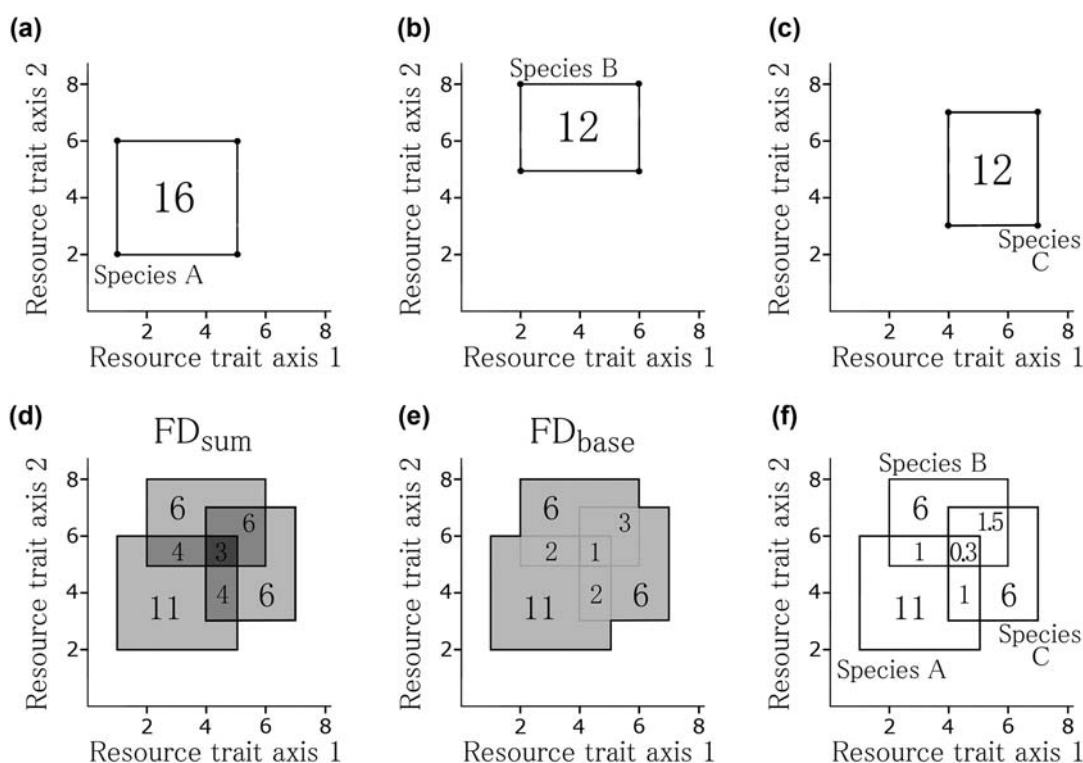 (a)
Resource trait axis 2
8
6
4
2
16
Species A
2
4
6
8
Resource trait axis 1
(b)
Resource trait axis 2
8
6
4
2
Species B
12
2
4
6
8
Resource trait axis 1
(c)
Resource trait axis 2
8
6
4
2
12
Species
C
2
4
6
8
Resource trait axis 1
(d)
FDsum
Resource trait axis 2
8
6
4
2
6
6
4
3
11
4
6
2
4
6
8
Resource trait axis 1
(e)
FDbase
Resource trait axis 2
8
6
4
2
6
3
2
1
11
2
6
2
4
6
8
Resource trait axis 1
(f)
Resource trait axis 2
8
6
4
2
Species B
6
1.5
1
0.3
11
1
6
Species
C
Species A
2
4
6
8
Resource trait axis 1